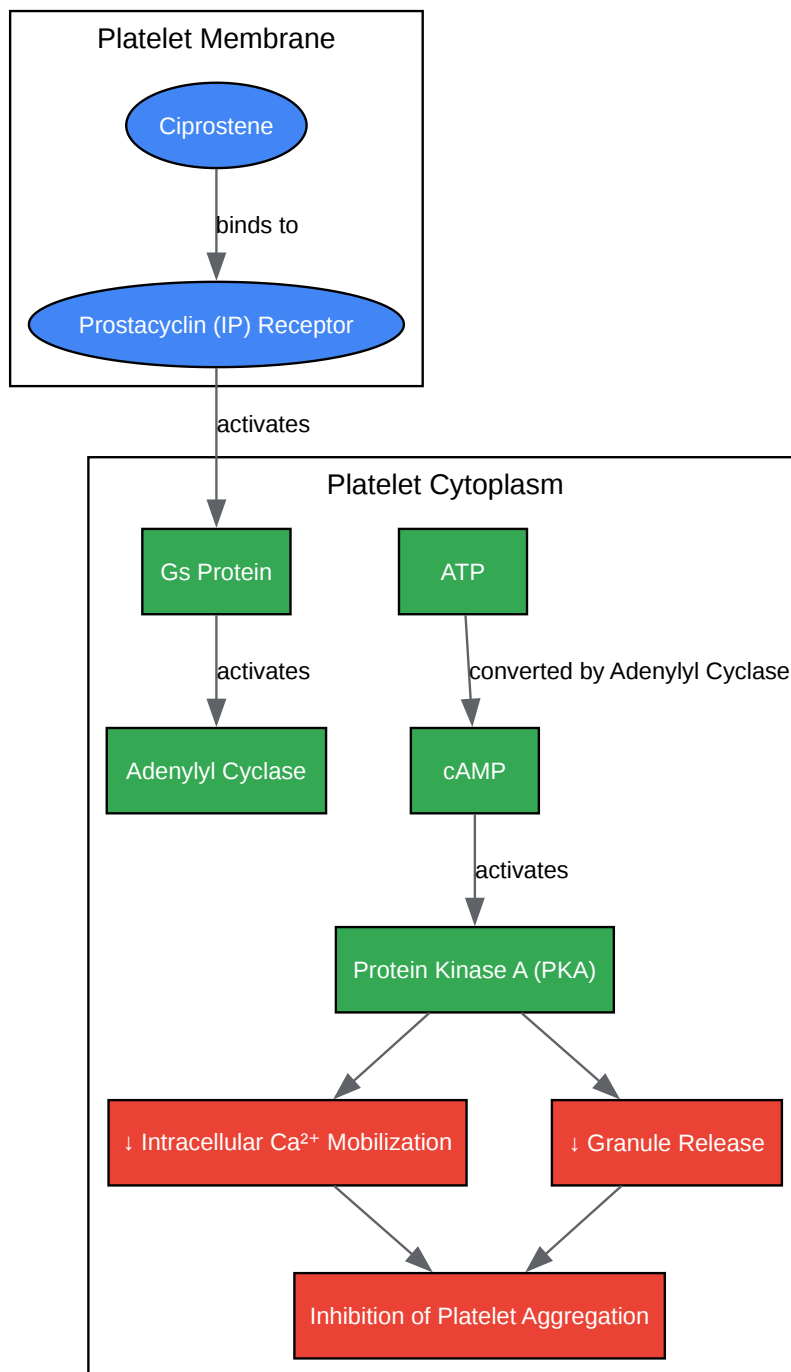 Platelet Membrane
Ciprostene
binds to
Prostacyclin (IP) Receptor
activates
Platelet Cytoplasm
Gs Protein
ATP
activates
converted by Adenylyl Cyclase
Adenylyl Cyclase
cAMP
activates
Protein Kinase A (PKA)
↓ Intracellular Ca²⁺ Mobilization
↓ Granule Release
Inhibition of Platelet Aggregation